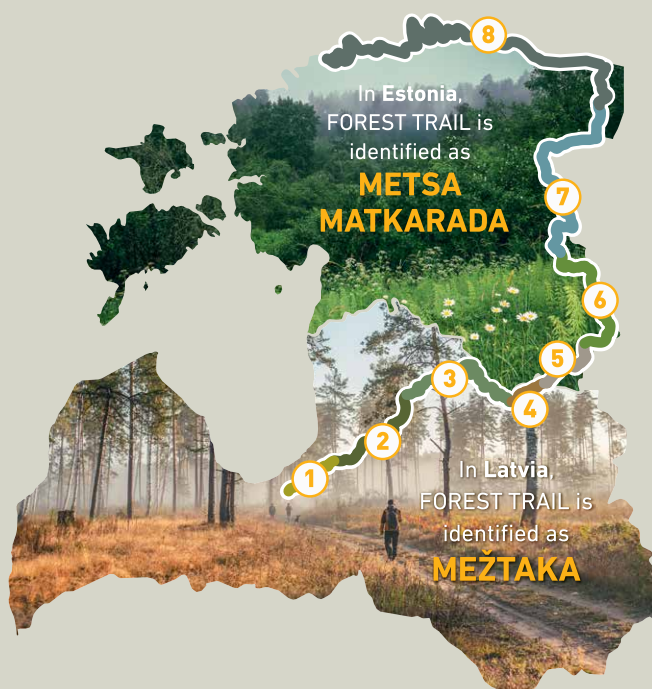 8
In Estonia,
FOREST TRAIL is
identified as
METSA
MATKARADA
7
6
5
3
4
2
1
In Latvia,
FOREST TRAIL is
identified as
MEŽTAKA